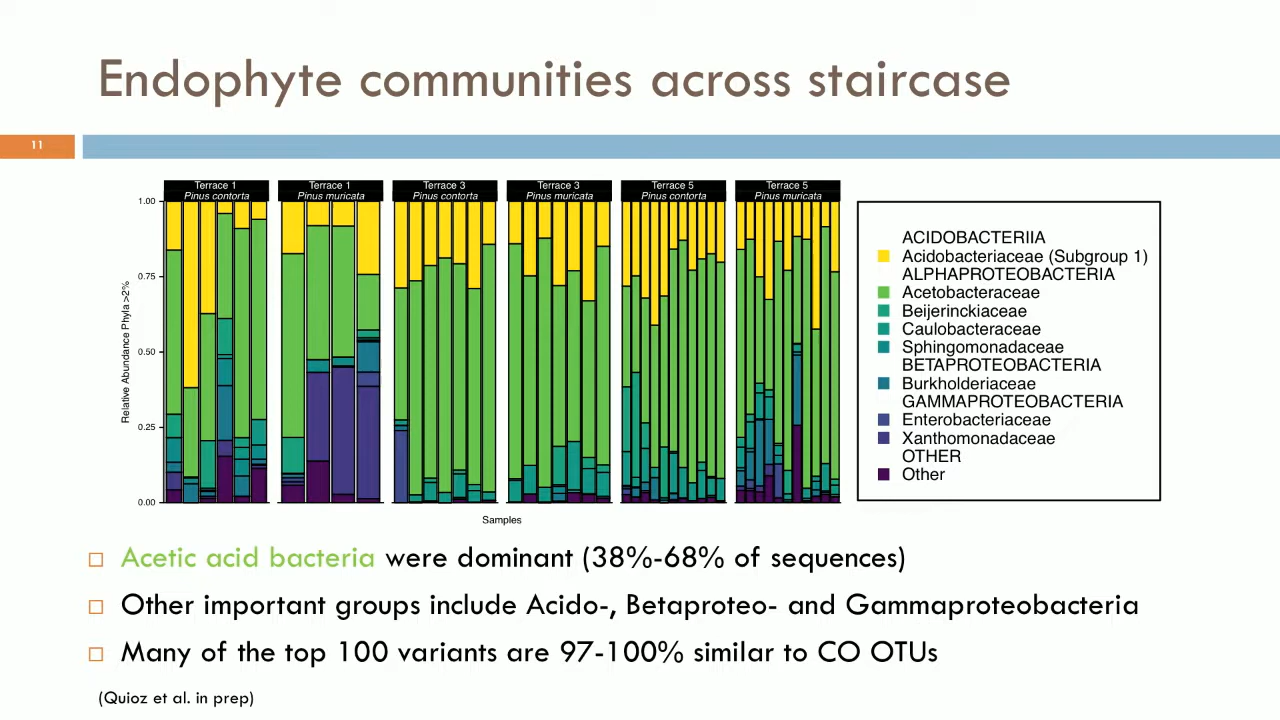 Endophyte communities across staircase
11
Terrace 1 Terrace 1 Terrace 3 Terrace 3 Terrace 5 Terrace 5
Pinus contorta Pinus muricata Pinus contorta Pinus muricata Pinus contorta Pinus muricata
1.00
0.75
0.50
0.25
0.00
Relative Abundance Phyla >2%
Samples
ACIDOBACTERIIA
Acidobacteriaceae (Subgroup 1)
ALPHAPROTEOBACTERIA
Acetobacteraceae
Beijerinckiaceae
Caulobacteraceae
Sphingomonadaceae
BETAPROTEOBACTERIA
Burkholderiaceae
GAMMAPROTEOBACTERIA
Enterobacteriaceae
Xanthomonadaceae
OTHER
Other
Acetic acid bacteria were dominant (38%-68% of sequences)
Other important groups include Acido-, Betaproteo- and Gammaproteobacteria
Many of the top 100 variants are 97-100% similar to CO OTUs
(Quioz et al. in prep)